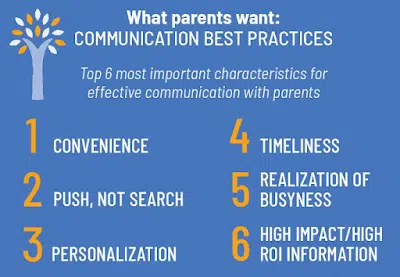 What parents want:
COMMUNICATION BEST PRACTICES
Top 6 most important characteristics for
effective communication with parents
1 CONVENIENCE
2 PUSH, NOT SEARCH
3 PERSONALIZATION
4 TIMELINESS
5 REALIZATION OF
BUSYNESS
6 HIGH IMPACT/HIGH
ROI INFORMATION